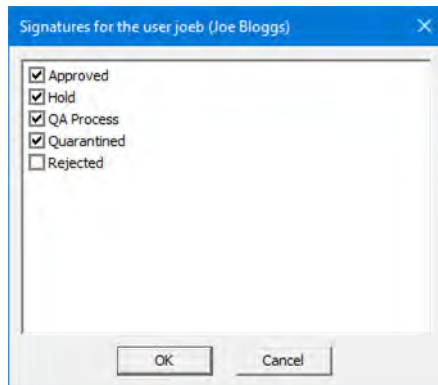 Signatures for the user joeb (Joe Bloggs)
Approved
Hold
QA Process
Quarantined
Rejected
OK Cancel